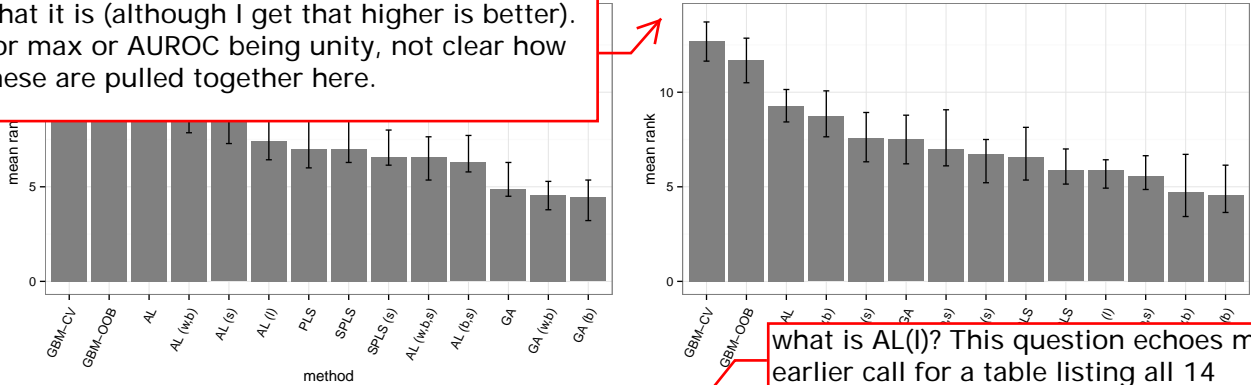 hat it is (although I get that higher is better).
or max or AUROC being unity, not clear how
hese are pulled together here.
mean rank
5
0
GBM-CV
GBM-OOB
AL
AL (w,b)
AL (s)
AL (l)
PLS
SPLS
SPLS (s)
AL (w,b,s)
AL (b,s)
GA
GA (w,b)
GA (b)
method
mean rank
10
5
0
GBM-CV
GBM-OOB
AL
GA
(s)
(l)
what is AL(I)? This question echoes m
earlier call for a table listing all 14